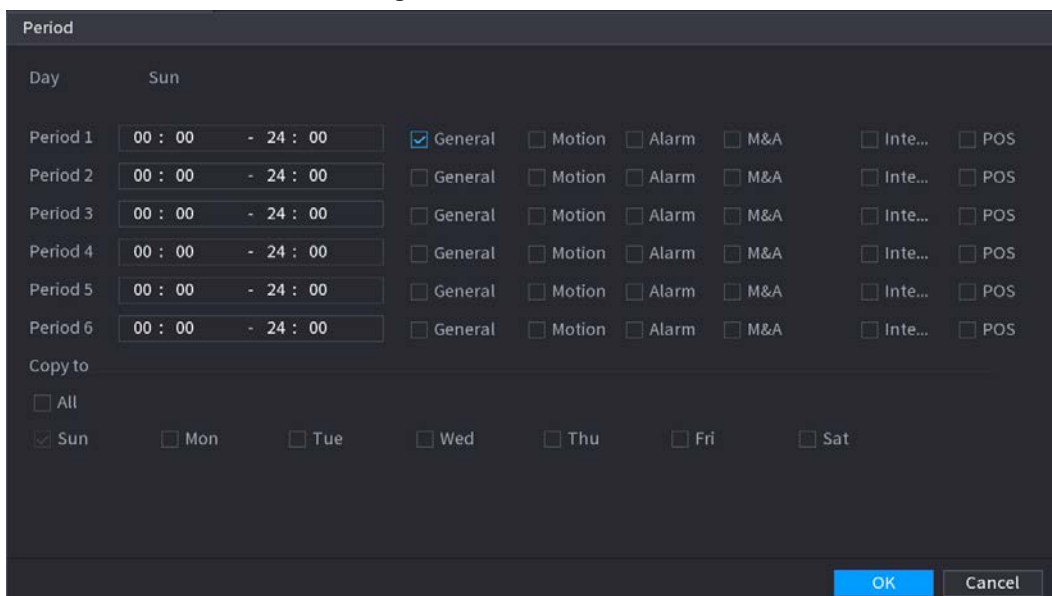 Period
Day Sun
Period 1 00 : 00 - 24 : 00 General Motion Alarm M&A Inte... POS
Period 2 00 : 00 - 24 : 00 General Motion Alarm M&A Inte... POS
Period 3 00 : 00 - 24 : 00 General Motion Alarm M&A Inte... POS
Period 4 00 : 00 - 24 : 00 General Motion Alarm M&A Inte... POS
Period 5 00 : 00 - 24 : 00 General Motion Alarm M&A Inte... POS
Period 6 00 : 00 - 24 : 00 General Motion Alarm M&A Inte... POS
Copy to
All
Sun Mon Tue Wed Thu Fri Sat
OK Cancel